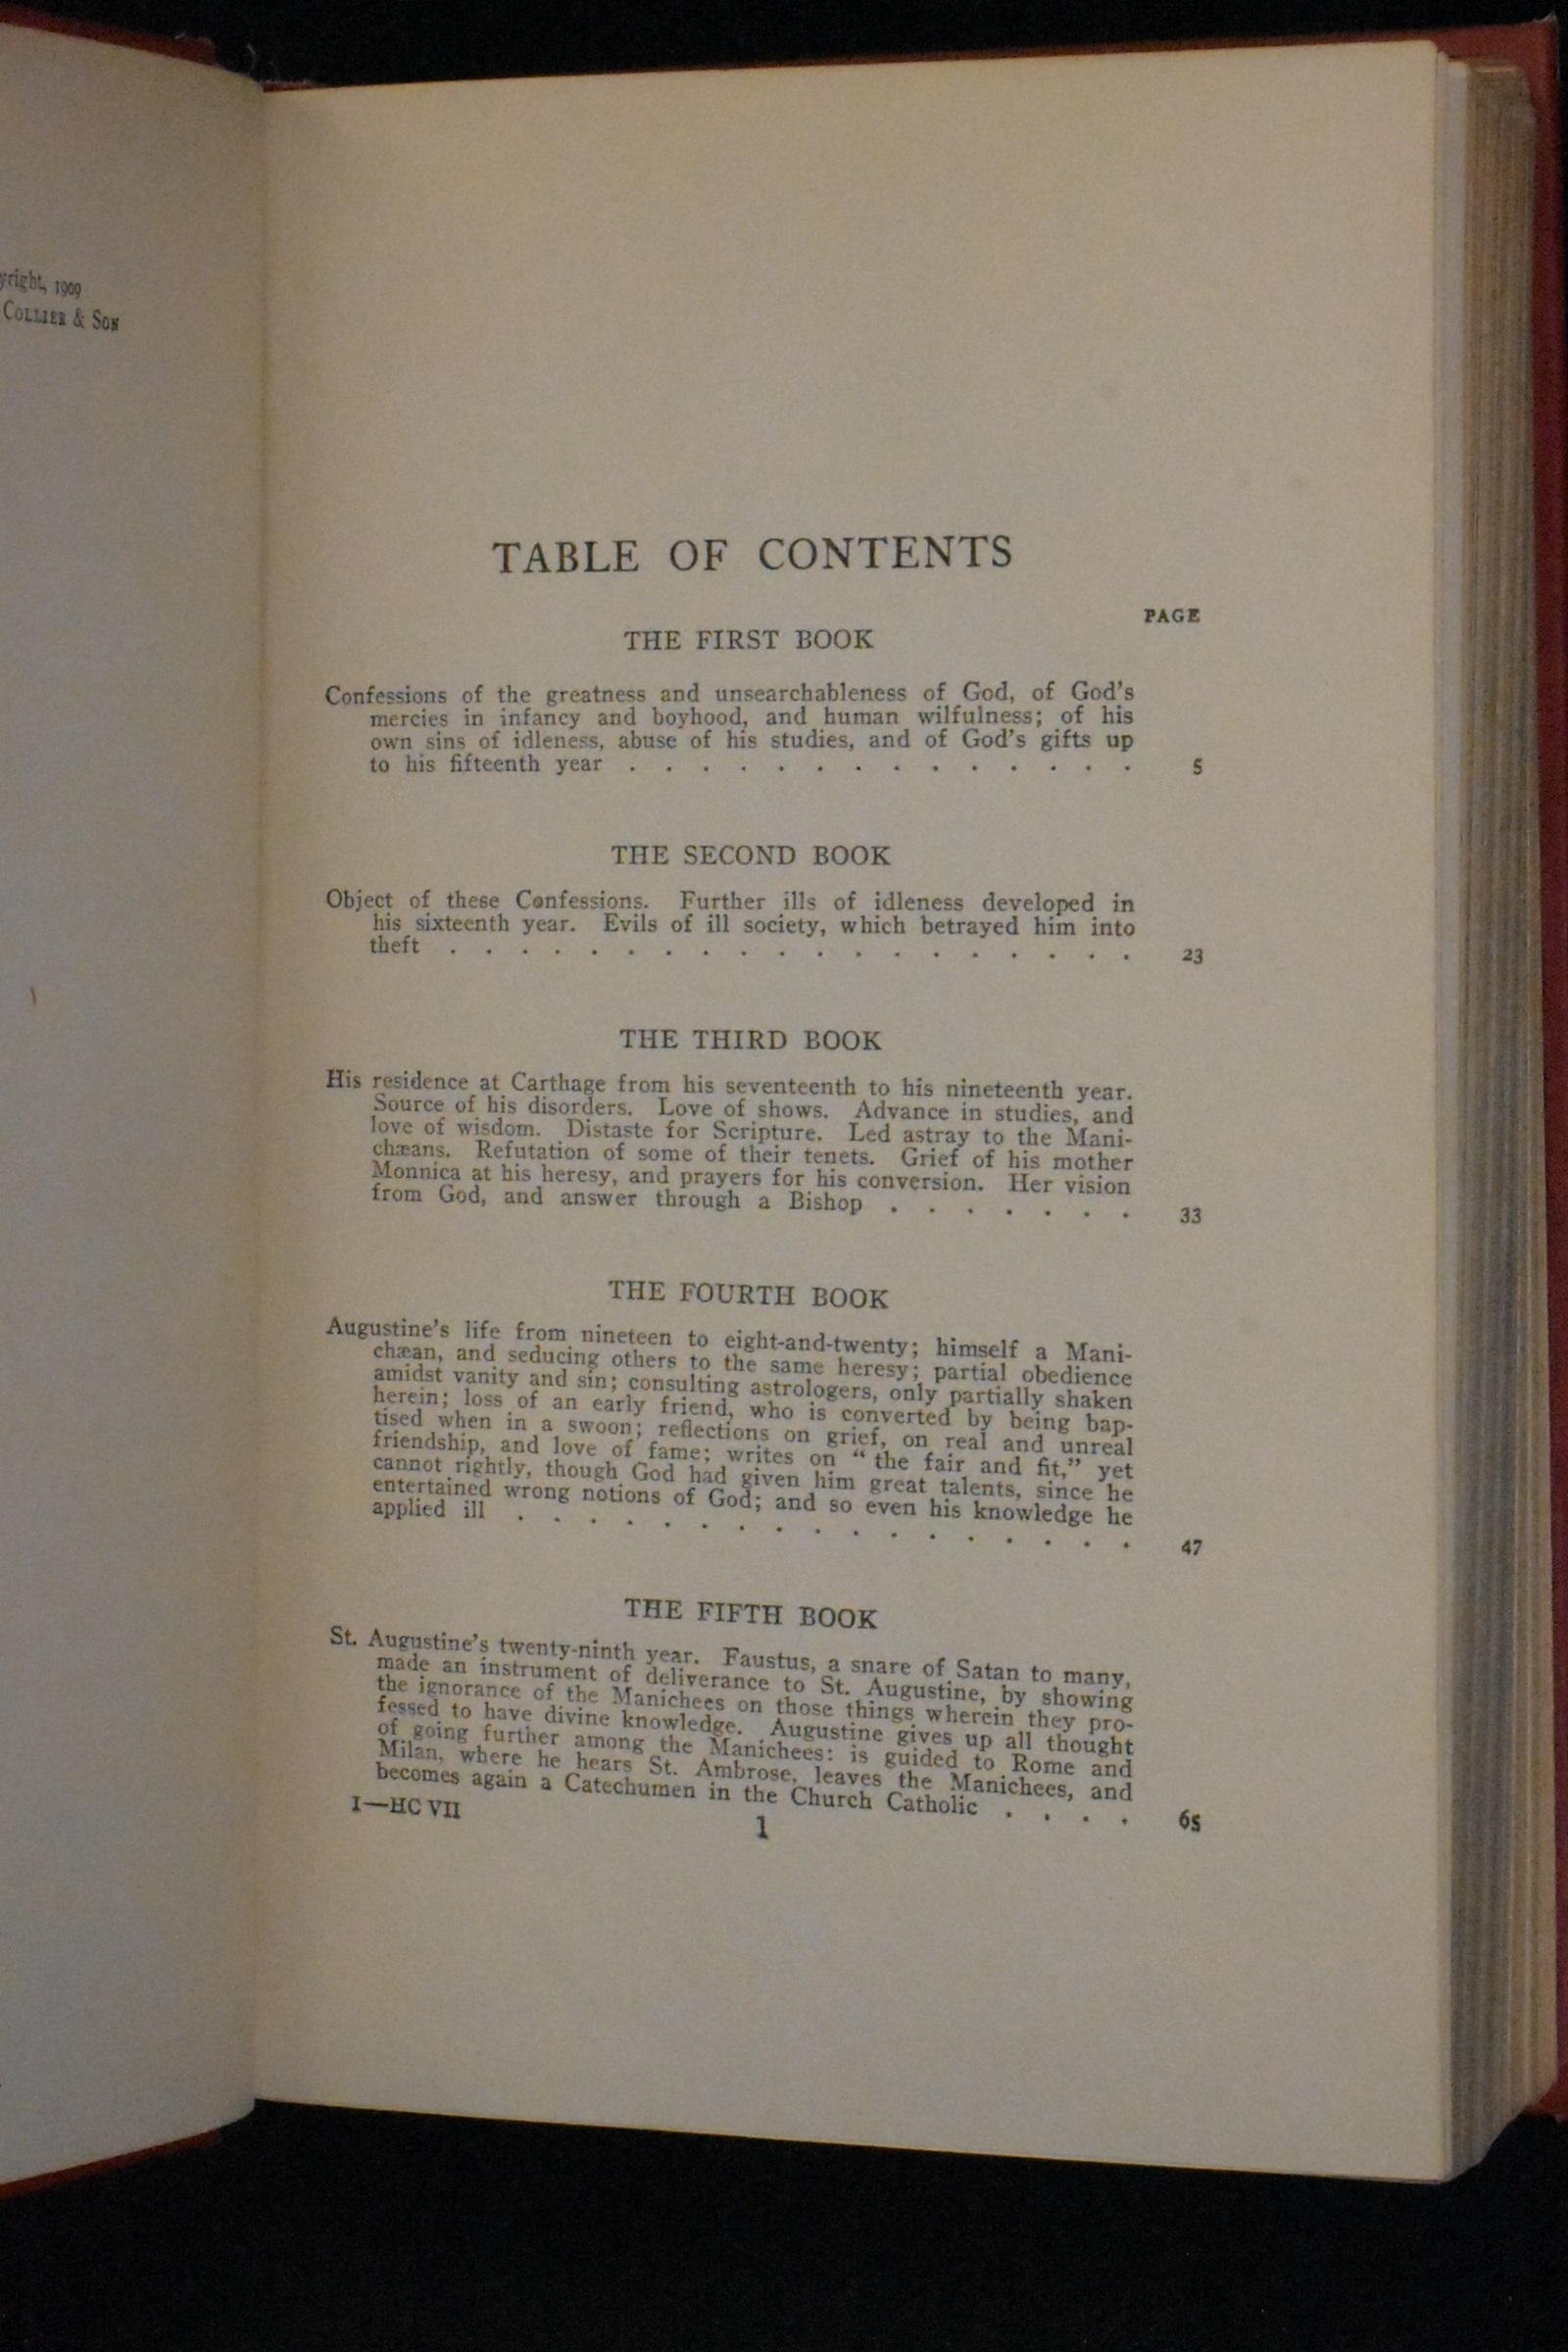 yright, 1909
Collier & Son
TABLE OF CONTENTS
PAGE
THE FIRST BOOK
Confessions of the greatness and unsearchableness of God, of God's
mercies in infancy and boyhood, and human wilfulness; of his
own sins of idleness, abuse of his studies, and of God's gifts up
to his fifteenth year . . . . . . . . . . . . . . 5
THE SECOND BOOK
Object of these Confessions. Further ills of idleness developed in
his sixteenth year. Evils of ill society, which betrayed him into
theft . . . . . . . . . . . . . . . . . . . 23
THE THIRD BOOK
His residence at Carthage from his seventeenth to his nineteenth year.
Source of his disorders. Love of shows. Advance in studies, and
love of wisdom. Distaste for Scripture. Led astray to the Mani-
chæans. Refutation of some of their tenets. Grief of his mother
Monnica at his heresy, and prayers for his conversion. Her vision
from God, and answer through a Bishop . . . . . . . 33
THE FOURTH BOOK
Augustine's life from nineteen to eight-and-twenty; himself a Mani-
chæan, and seducing others to the same heresy; partial obedience
amidst vanity and sin; consulting astrologers, only partially shaken
herein; loss of an early friend, who is converted by being bap-
tised when in a swoon; reflections on grief, on real and unreal
friendship, and love of fame; writes on “the fair and fit,” yet
cannot rightly, though God had given him great talents, since he
entertained wrong notions of God; and so even his knowledge he
applied ill . . . . . . . . . . . . . . . . . 47
THE FIFTH BOOK
St. Augustine's twenty-ninth year. Faustus, a snare of Satan to many,
made an instrument of deliverance to St. Augustine, by showing
the ignorance of the Manichees on those things wherein they pro-
fessed to have divine knowledge. Augustine gives up all thought
of going further among the Manichees: is guided to Rome and
Milan, where he hears St. Ambrose, leaves the Manichees, and
becomes again a Catechumen in the Church Catholic . . . . 65
I—HC VII
1